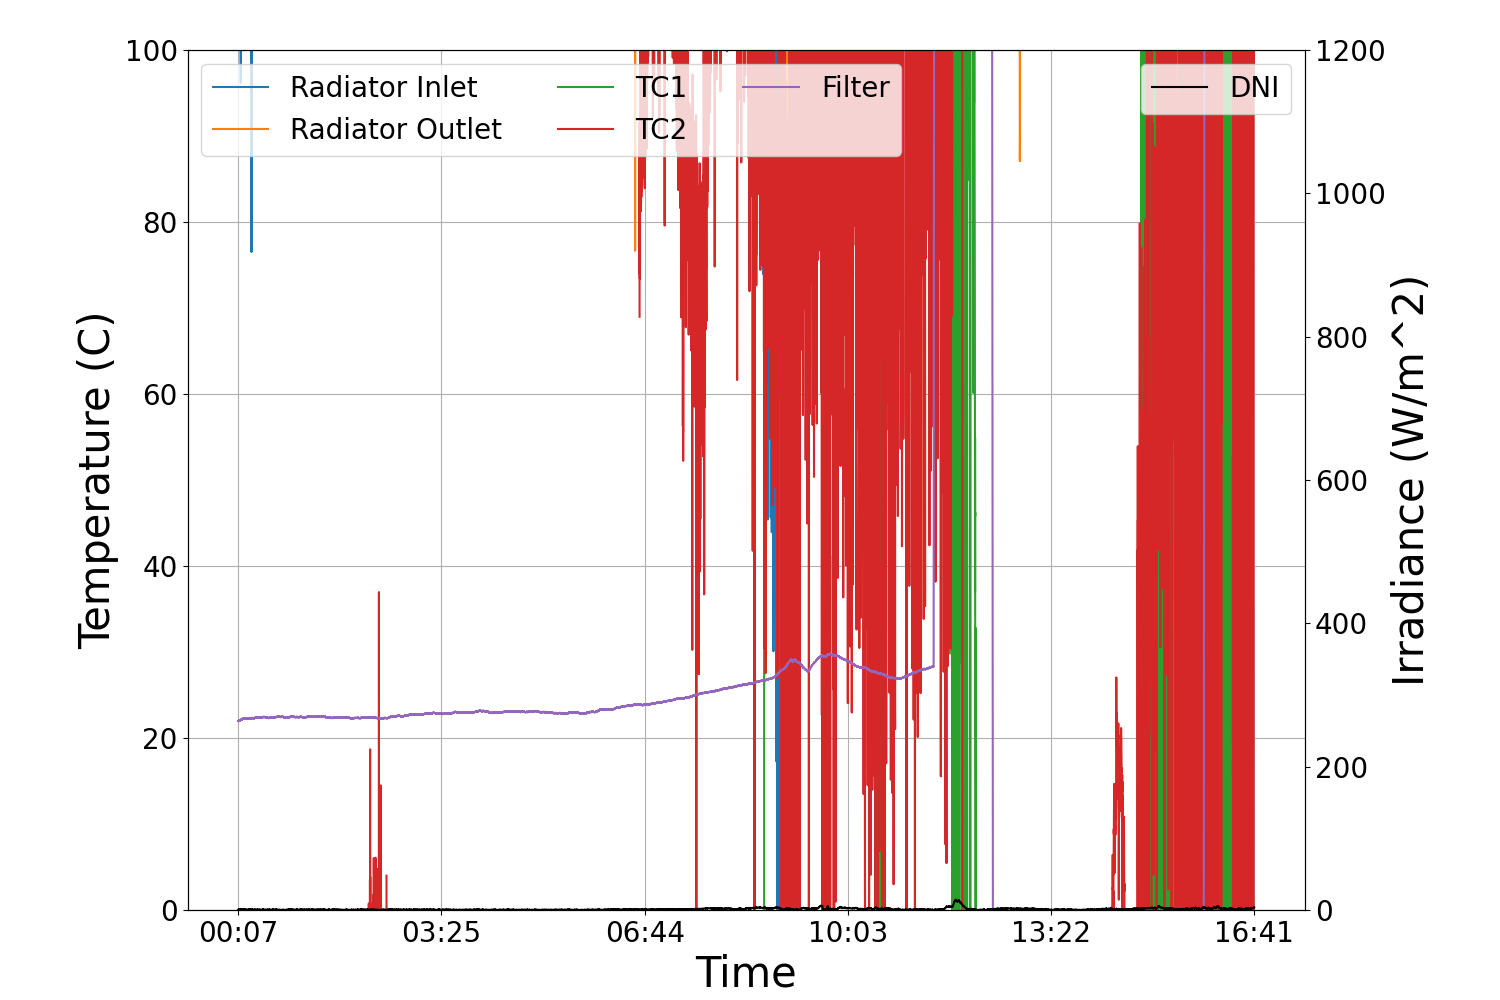 100
80
60
40
20
0
Temperature (C)
Radiator Inlet
Radiator Outlet
TC1
TC2
Filter
DNI
1200
1000
800
600
400
200
0
Irradiance (W/m^2)
00:07 03:25 06:44 10:03 13:22 16:41
Time